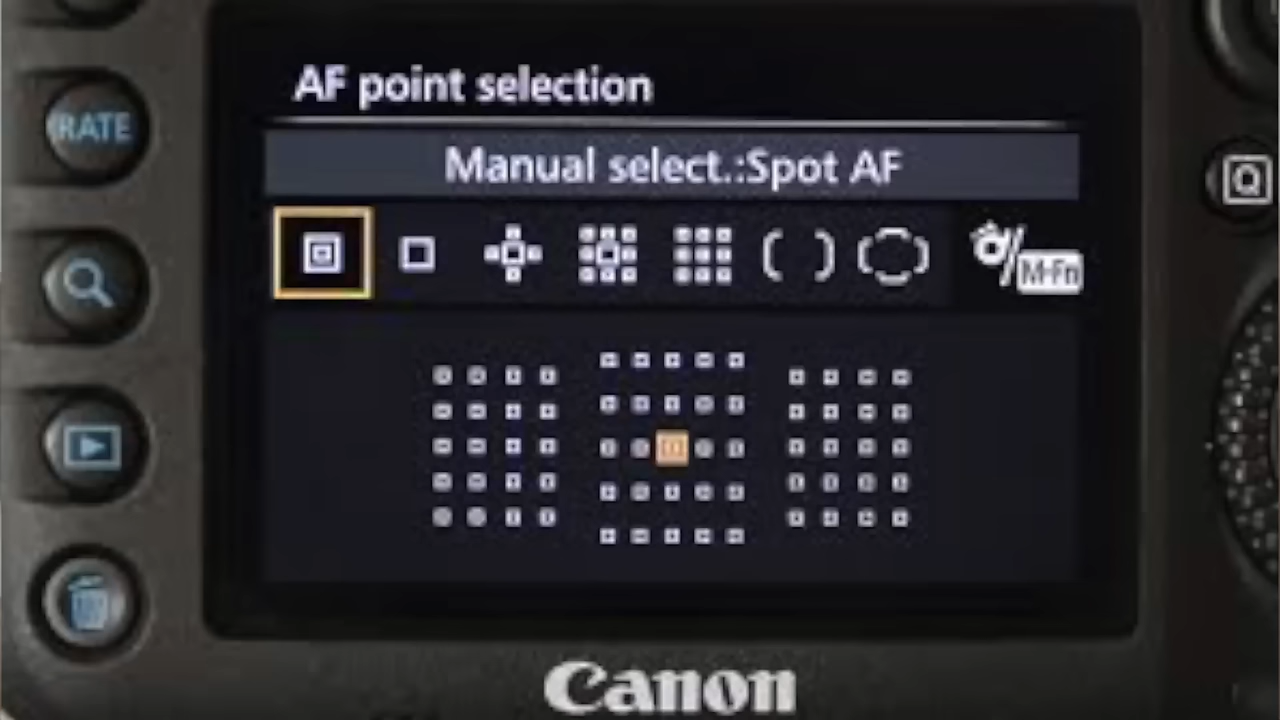 AF point selection
RATE
Manual select.:Spot AF
Q
M-Fn
Canon